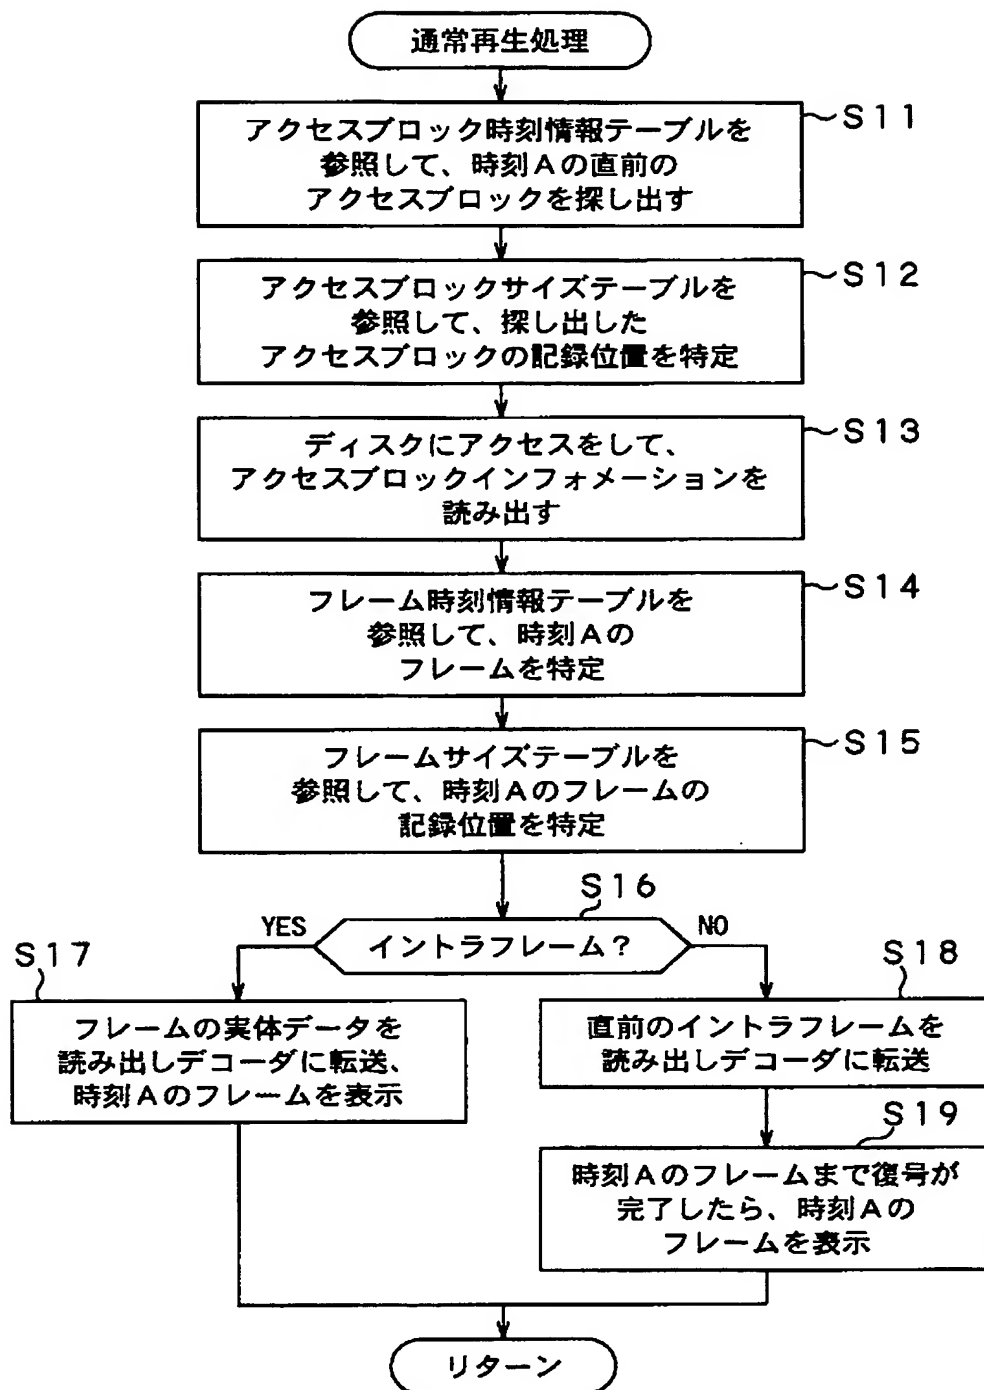 通常再生処理
S11
アクセスブロック時刻情報テーブルを
参照して、時刻Aの直前の
アクセスブロックを探し出す
S12
アクセスブロックサイズテーブルを
参照して、探し出した
アクセスブロックの記録位置を特定
S13
ディスクにアクセスをして、
アクセスブロックインフォメーションを
読み出す
S14
フレーム時刻情報テーブルを
参照して、時刻Aの
フレームを特定
S15
フレームサイズテーブルを
参照して、時刻Aのフレームの
記録位置を特定
S16
YES
イントラフレーム?
NO
S17
フレームの実体データを
読み出しデコーダに転送、
時刻Aのフレームを表示
S18
直前のイントラフレームを
読み出しデコーダに転送
S19
時刻Aのフレームまで復号が
完了したら、時刻Aの
フレームを表示
リターン